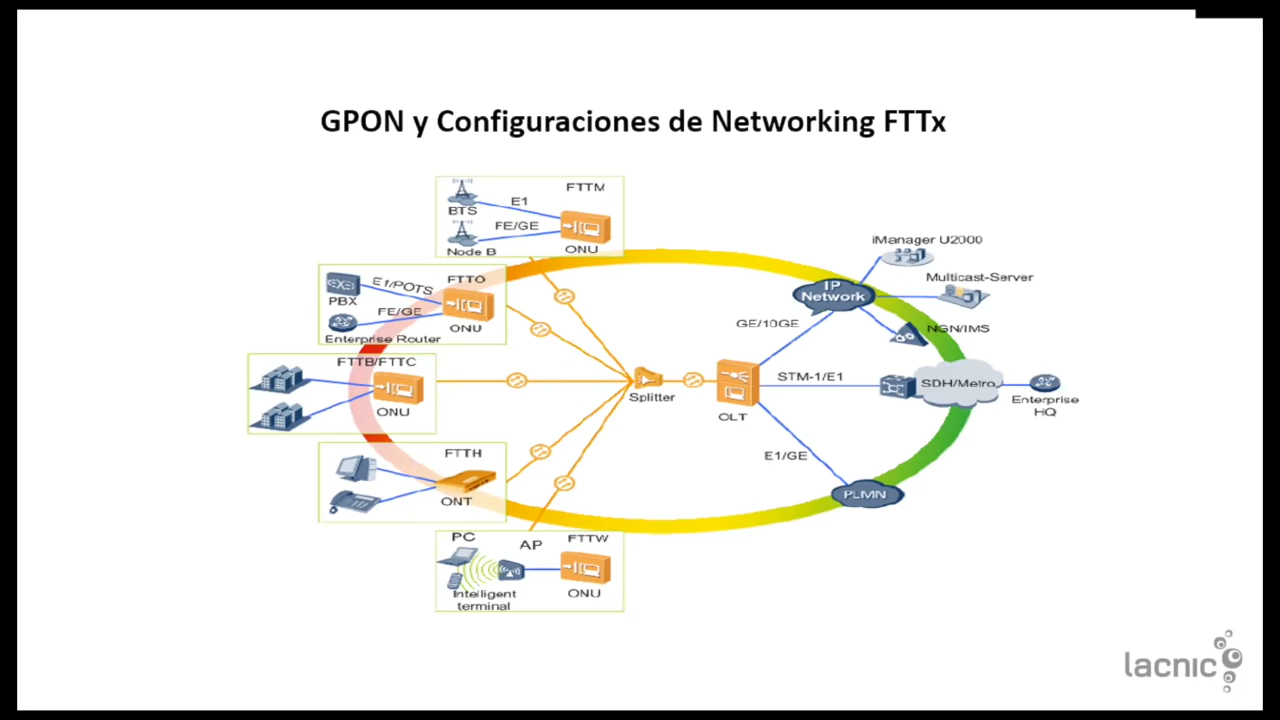 GPON y Configuraciones de Networking FTTx
FTTM
BTS
E1
FE/GE
Node B
ONU
FTTO
E1/POTS
PBX
FE/GE
ONU
Enterprise Router
FTTB/FTTC
ONU
FTTH
ONT
PC
AP
FTTW
ONU
Intelligent
terminal
Splitter
OLT
GE/10GE
STM-1/E1
E1/GE
iManager U2000
IP
Network
Multicast-Server
NGN/IMS
SDH/Metro
Enterprise
HQ
PLMN
lacnic